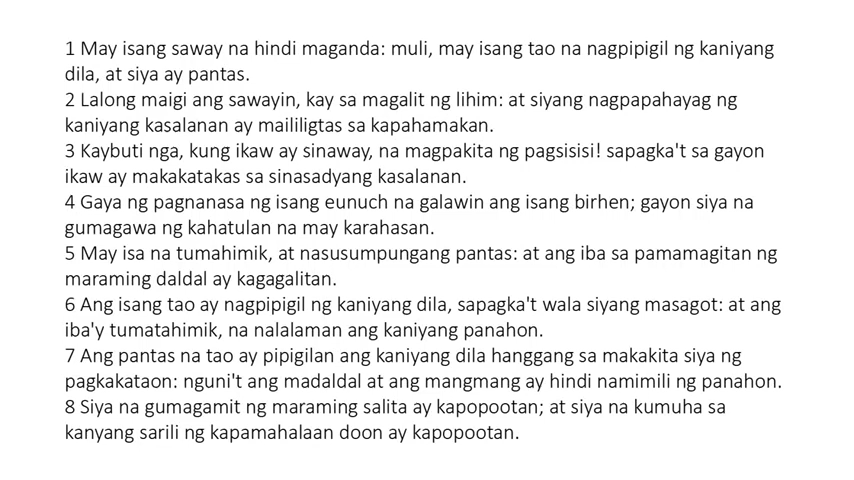 1 May isang saway na hindi maganda: muli, may isang tao na nagpipigil ng kaniyang
dila, at siya ay pantas.
2 Lalong maigi ang sawayin, kay sa magalit ng lihim: at siyang nagpapahayag ng
kaniyang kasalanan ay maililigtas sa kapahamakan.
3 Kaybuti nga, kung ikaw ay sinaway, na magpakita ng pagsisisi! sapagka't sa gayon
ikaw ay makakatakas sa sinasadyang kasalanan.
4 Gaya ng pagnanasa ng isang eunuch na galawin ang isang birhen; gayon siya na
gumagawa ng kahatulan na may karahasan.
5 May isa na tumahimik, at nasusumpungang pantas: at ang iba sa pamamagitan ng
maraming daldal ay kagagalitan.
6 Ang isang tao ay nagpipigil ng kaniyang dila, sapagka't wala siyang masagot: at ang
iba'y tumatahimik, na nalalaman ang kaniyang panahon.
7 Ang pantas na tao ay pipigilan ang kaniyang dila hanggang sa makakita siya ng
pagkakataon: nguni't ang madaldal at ang mangmang ay hindi namimili ng panahon.
8 Siya na gumagamit ng maraming salita ay kapopootan; at siya na kumuha sa
kanyang sarili ng kapamahalaan doon ay kapopootan.